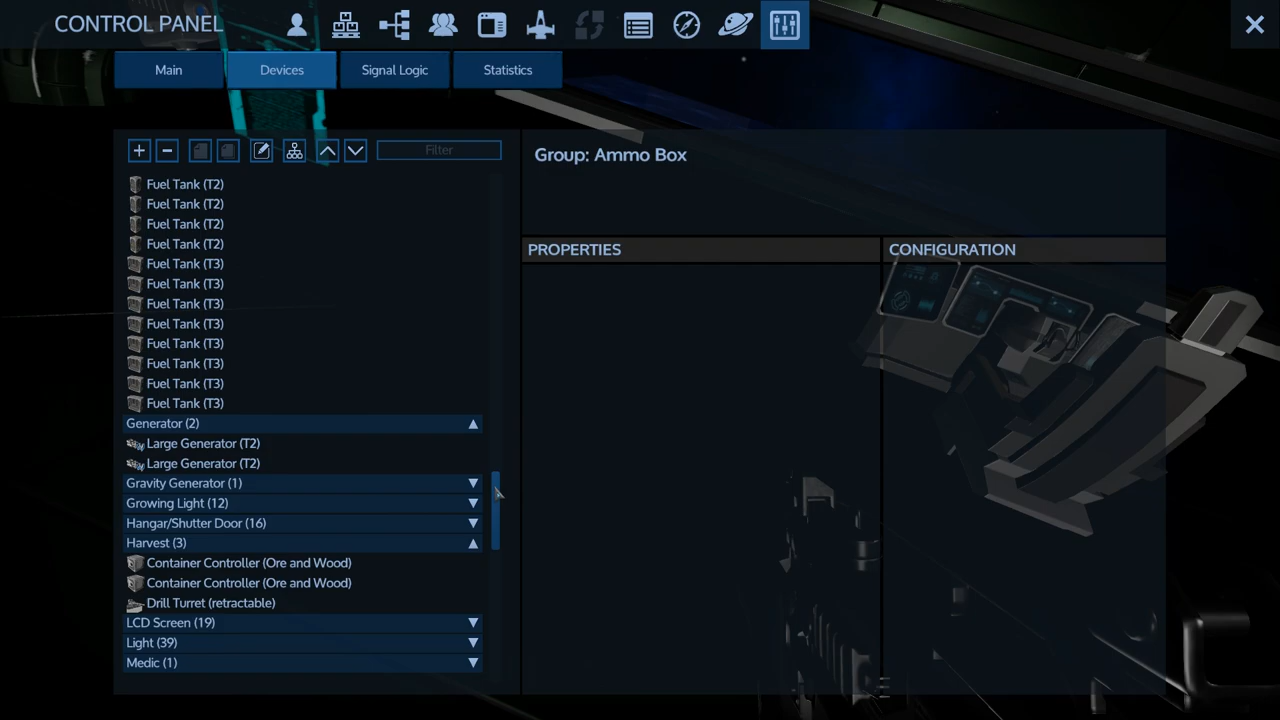 CONTROL PANEL
Main
Devices
Signal Logic
Statistics
Filter
Group: Ammo Box
Fuel Tank (T2)
Fuel Tank (T2)
Fuel Tank (T2)
Fuel Tank (T2)
PROPERTIES
CONFIGURATION
Fuel Tank (T3)
Fuel Tank (T3)
Fuel Tank (T3)
Fuel Tank (T3)
Fuel Tank (T3)
Fuel Tank (T3)
Fuel Tank (T3)
Fuel Tank (T3)
Generator (2)
Large Generator (T2)
Large Generator (T2)
Gravity Generator (1)
Growing Light (12)
Hangar/Shutter Door (16)
Harvest (3)
Container Controller (Ore and Wood)
Container Controller (Ore and Wood)
Drill Turret (retractable)
LCD Screen (19)
Light (39)
Medic (1)